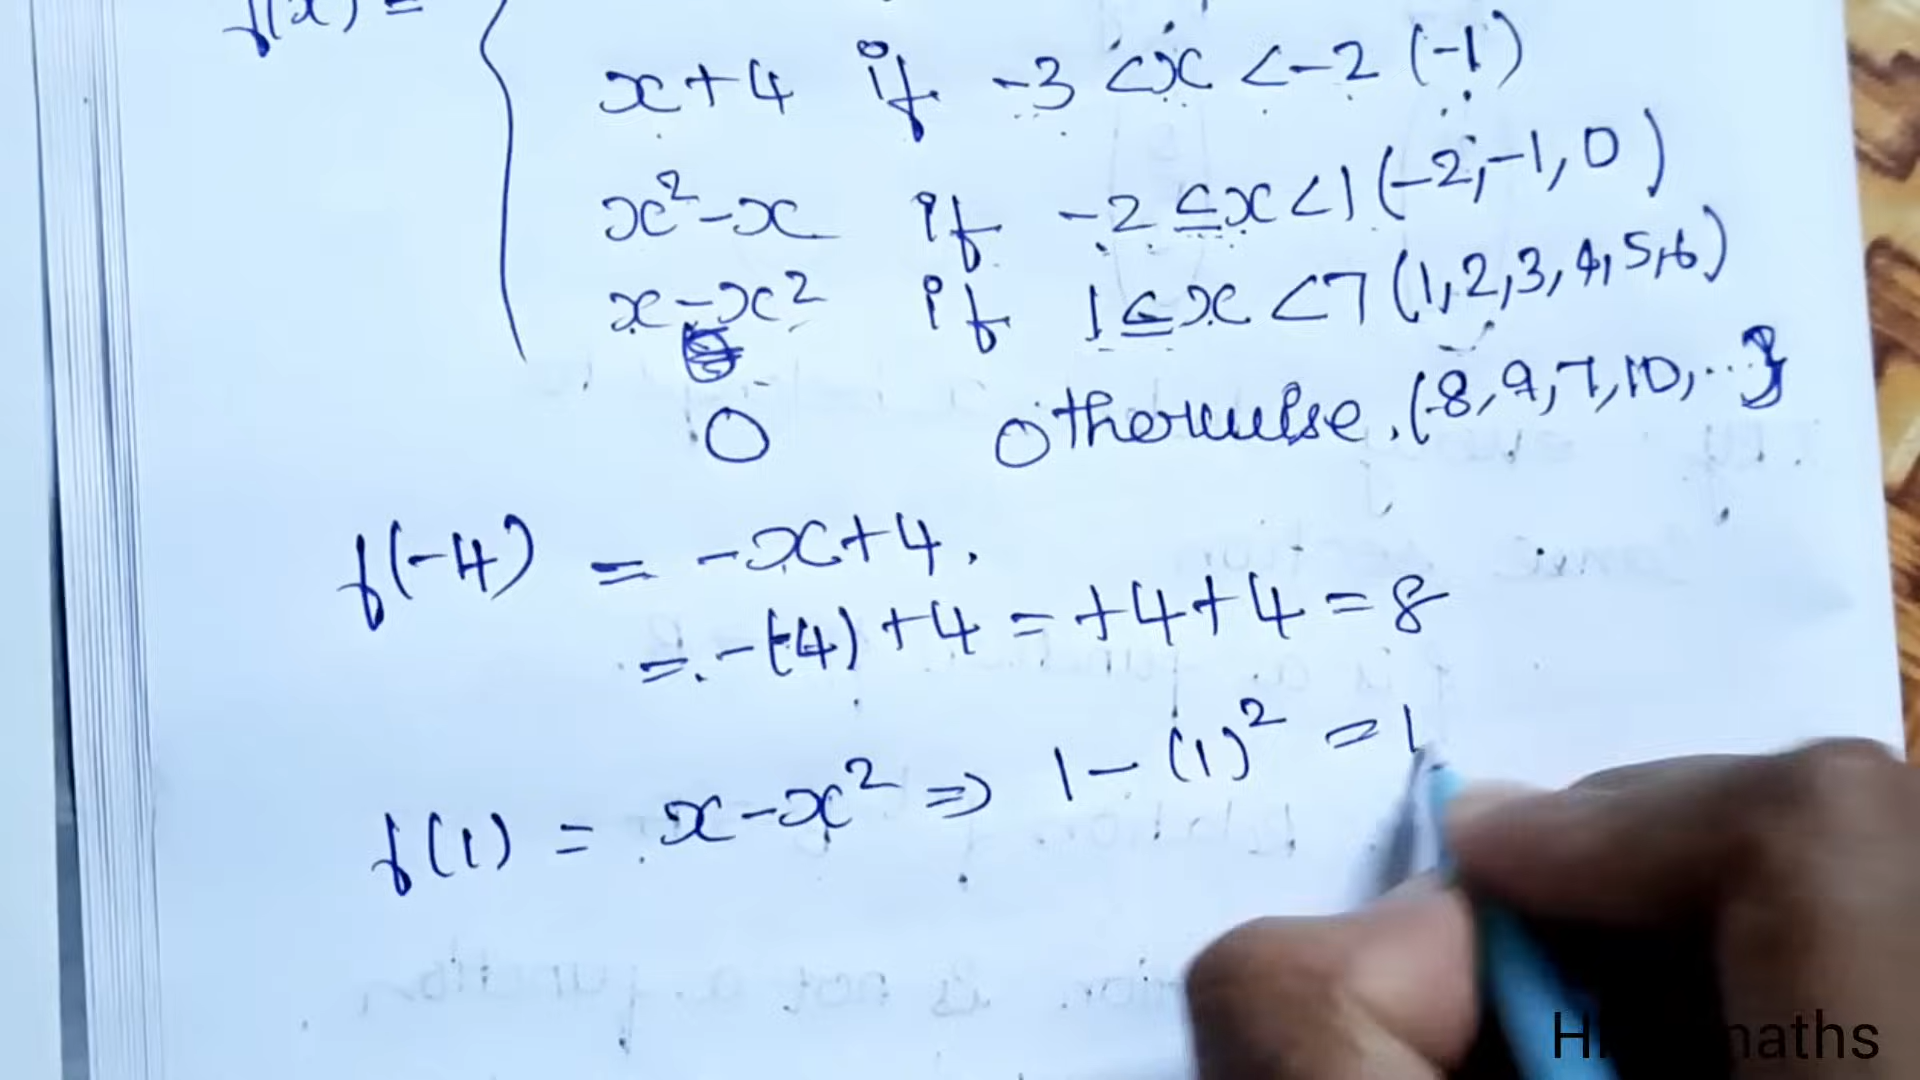 f(x) =
x+4 if -3 <x <-2 (-1)
x²-x if -2 ≤x<1 (-2,-1,0)
x-x² if 1≤x<7 (1,2,3,4,5,6)
0 otherwise. (8,9,7,10,...}
f(-4) = -x+4.
= -(-4)+4 = +4+4 = 8
f(1) = x-x² ⇒ 1-(1)² = 1